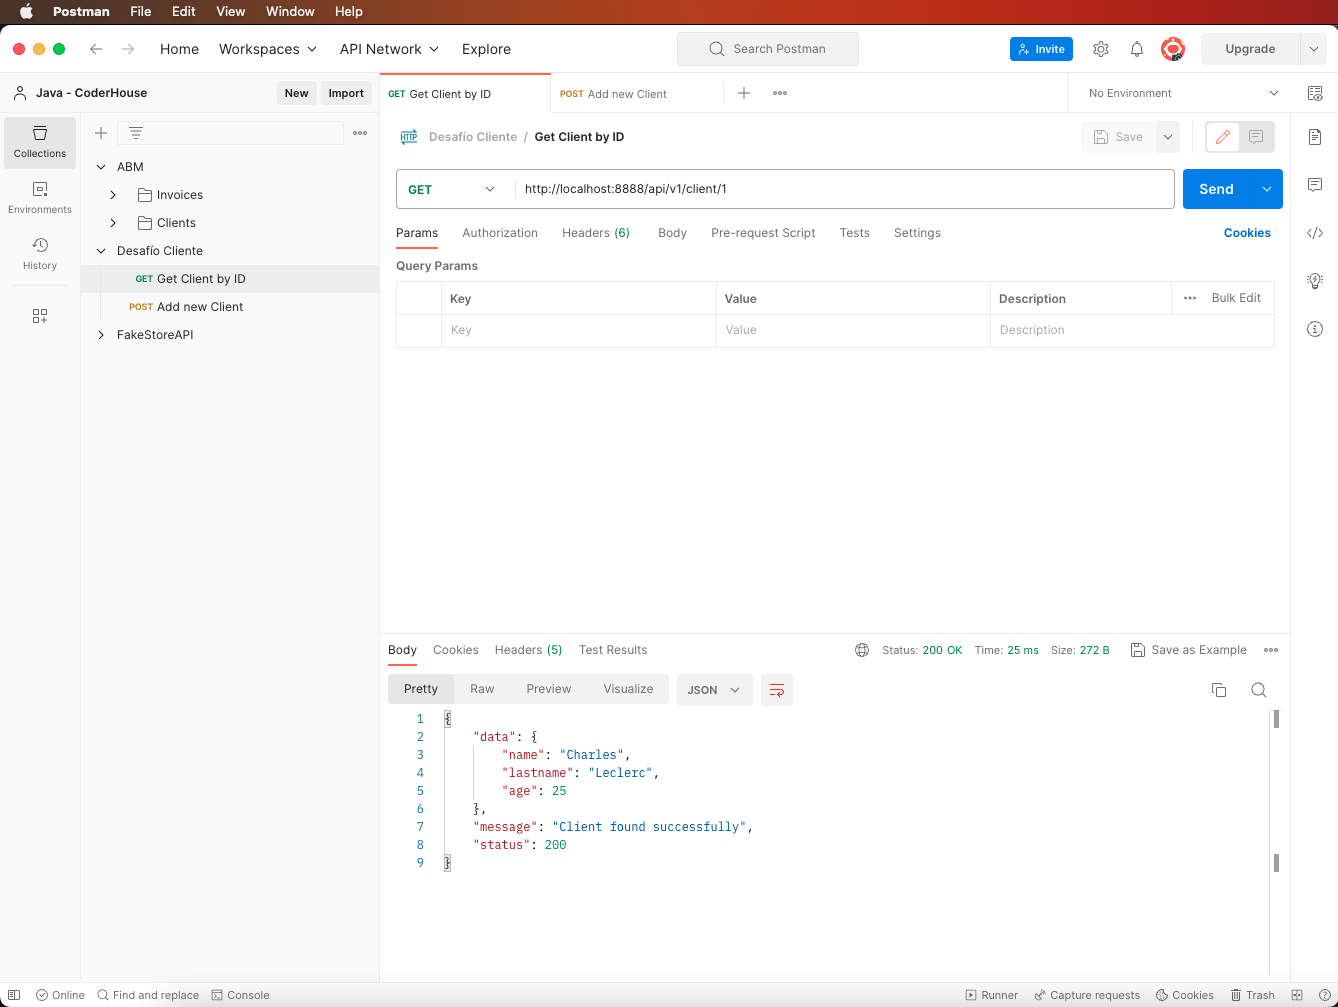 Postman File Edit View Window Help
Home Workspaces API Network Explore Search Postman Invite Upgrade
Java - CoderHouse New Import
GET Get Client by ID POST Add new Client No Environment
Collections
Environments
History
ABM
Invoices
Clients
Desafío Cliente
GET Get Client by ID
POST Add new Client
FakeStoreAPI
HTTP Desafío Cliente / Get Client by ID Save
GET http://localhost:8888/api/v1/client/1 Send
Params Authorization Headers (6) Body Pre-request Script Tests Settings Cookies
Query Params
Key Value Description Bulk Edit
Key Value Description
Body Cookies Headers (5) Test Results Status: 200 OK Time: 25 ms Size: 272 B Save as Example
Pretty Raw Preview Visualize JSON
1 {
2 "data": {
3 "name": "Charles",
4 "lastname": "Leclerc",
5 "age": 25
6 },
7 "message": "Client found successfully",
8 "status": 200
9 }
Online Find and replace Console Runner Capture requests Cookies Trash